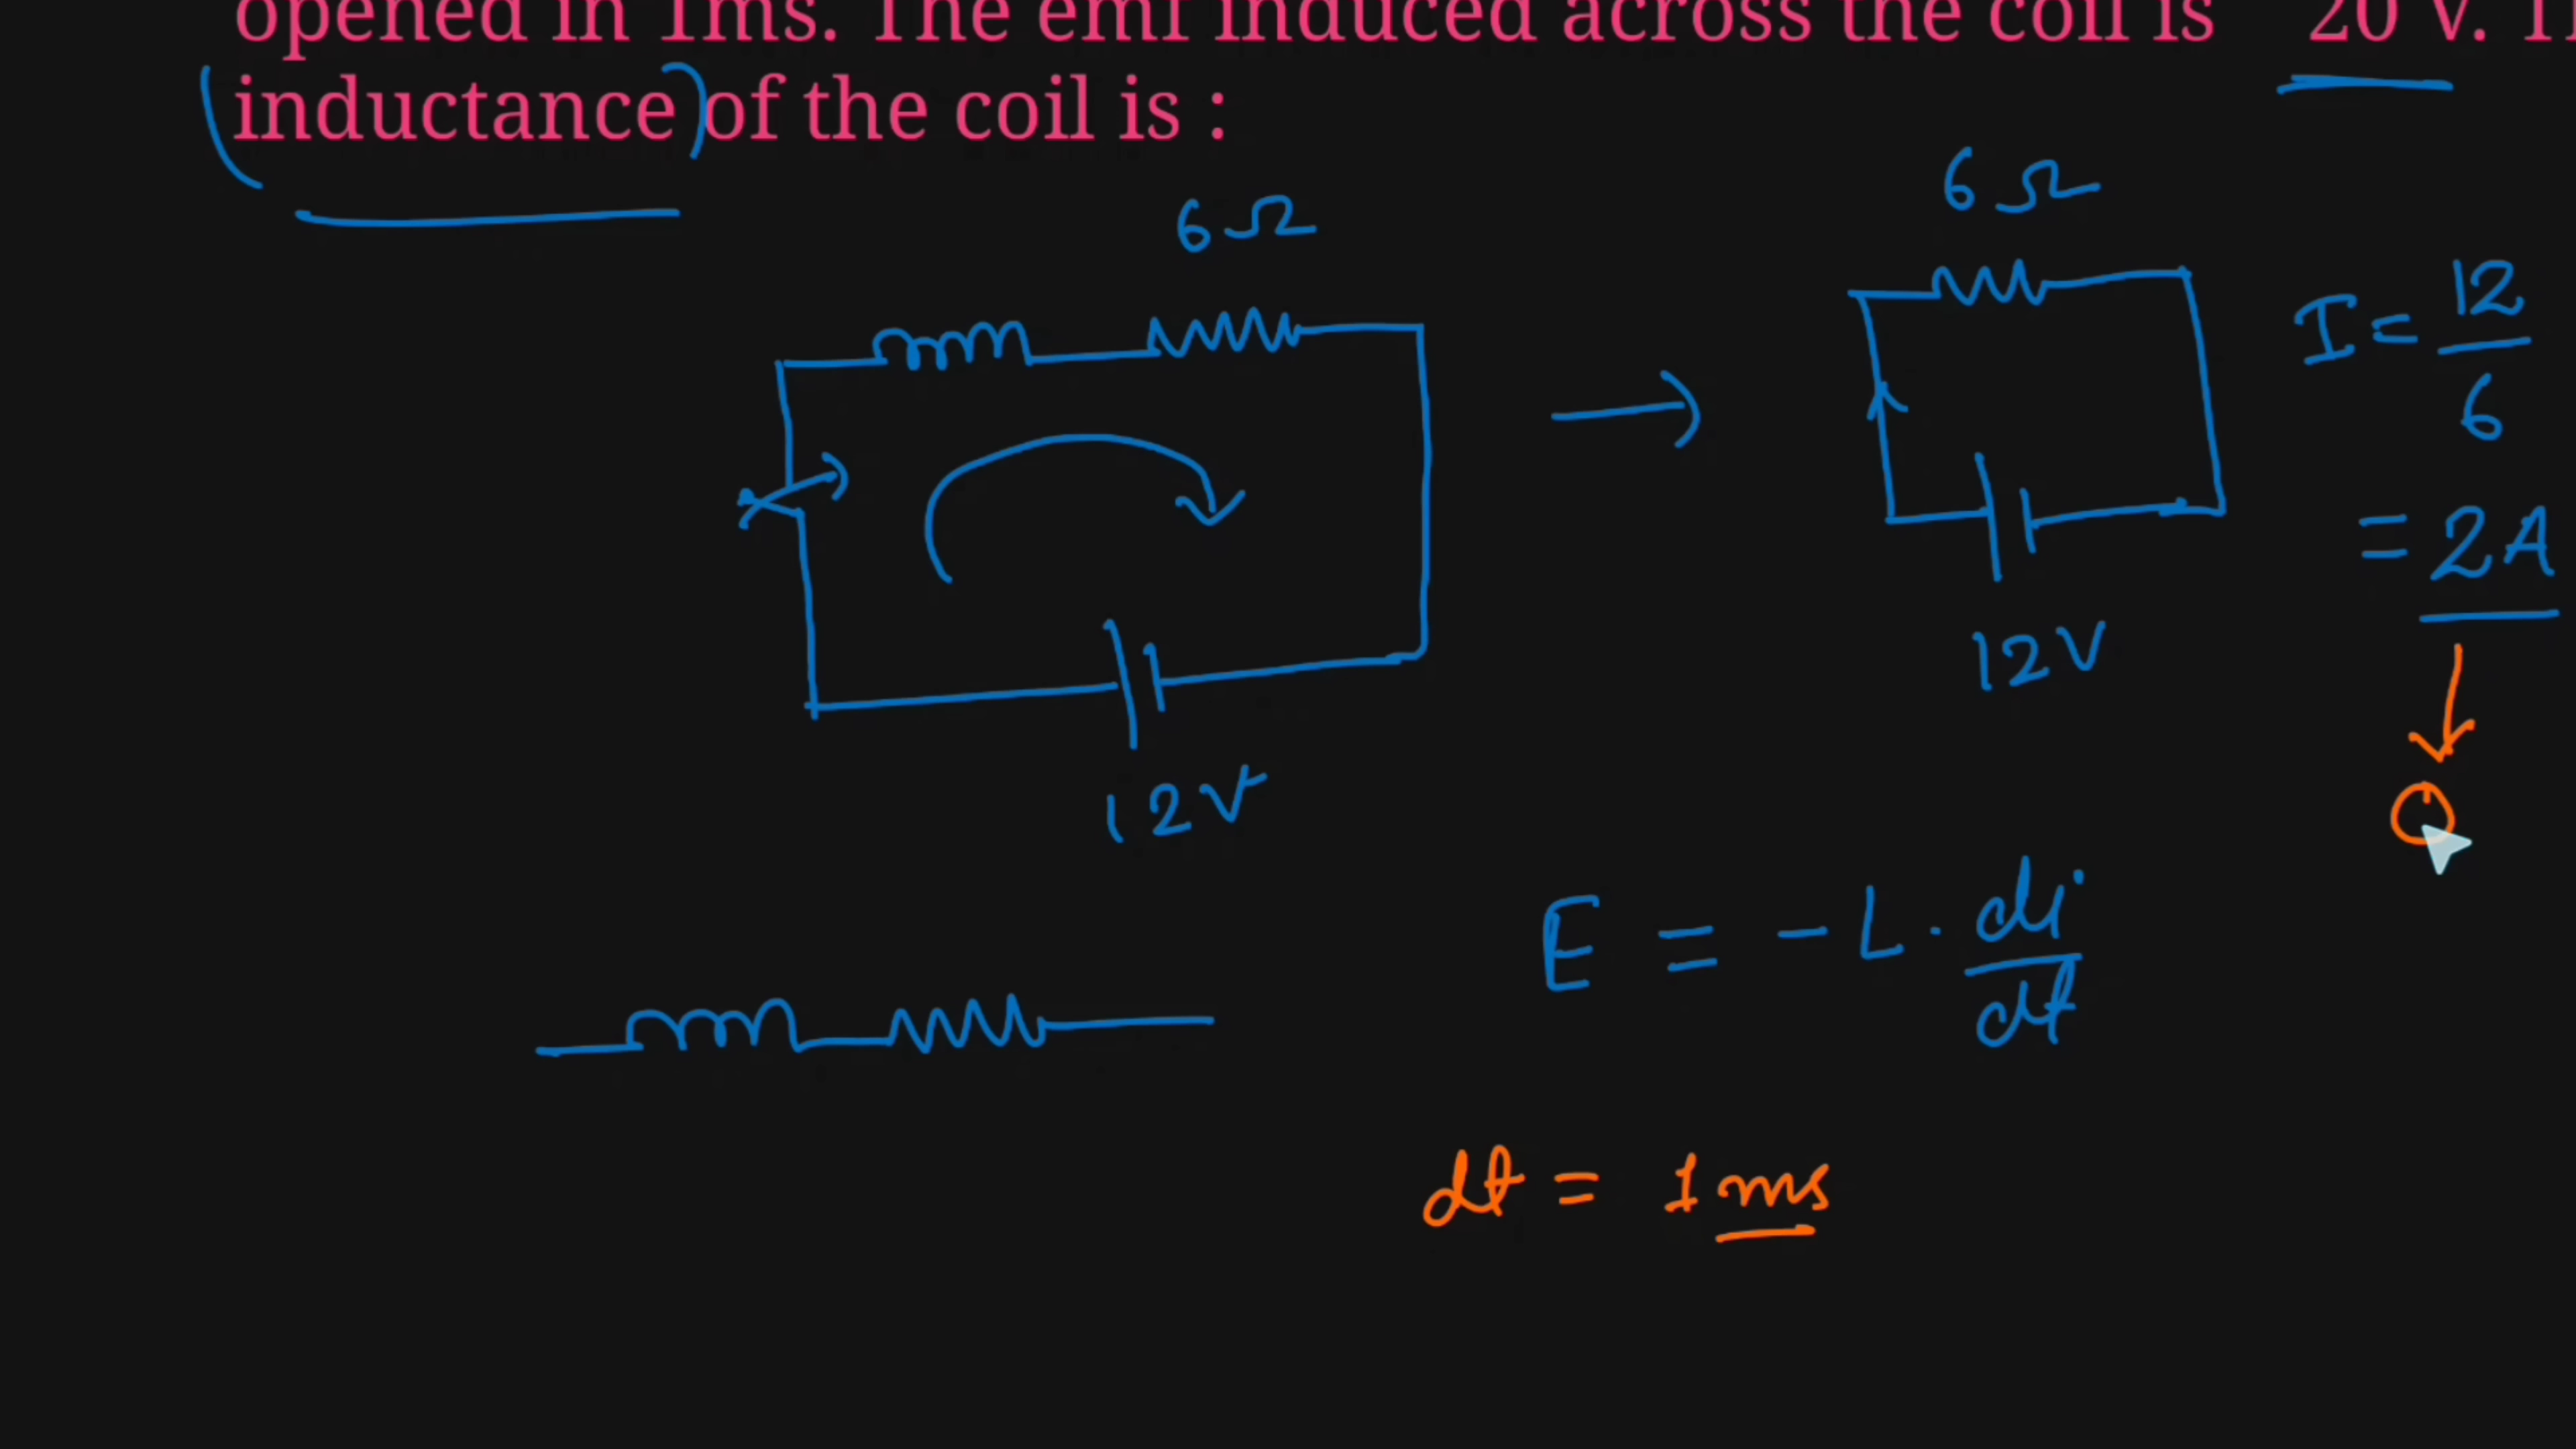 opened in 1ms. The emf induced across the coil is 20 V.
inductance of the coil is :
6Ω
6Ω
I = 12
6
= 2A
12V
12V
0
E = - L . di
dt
dt = 1 ms